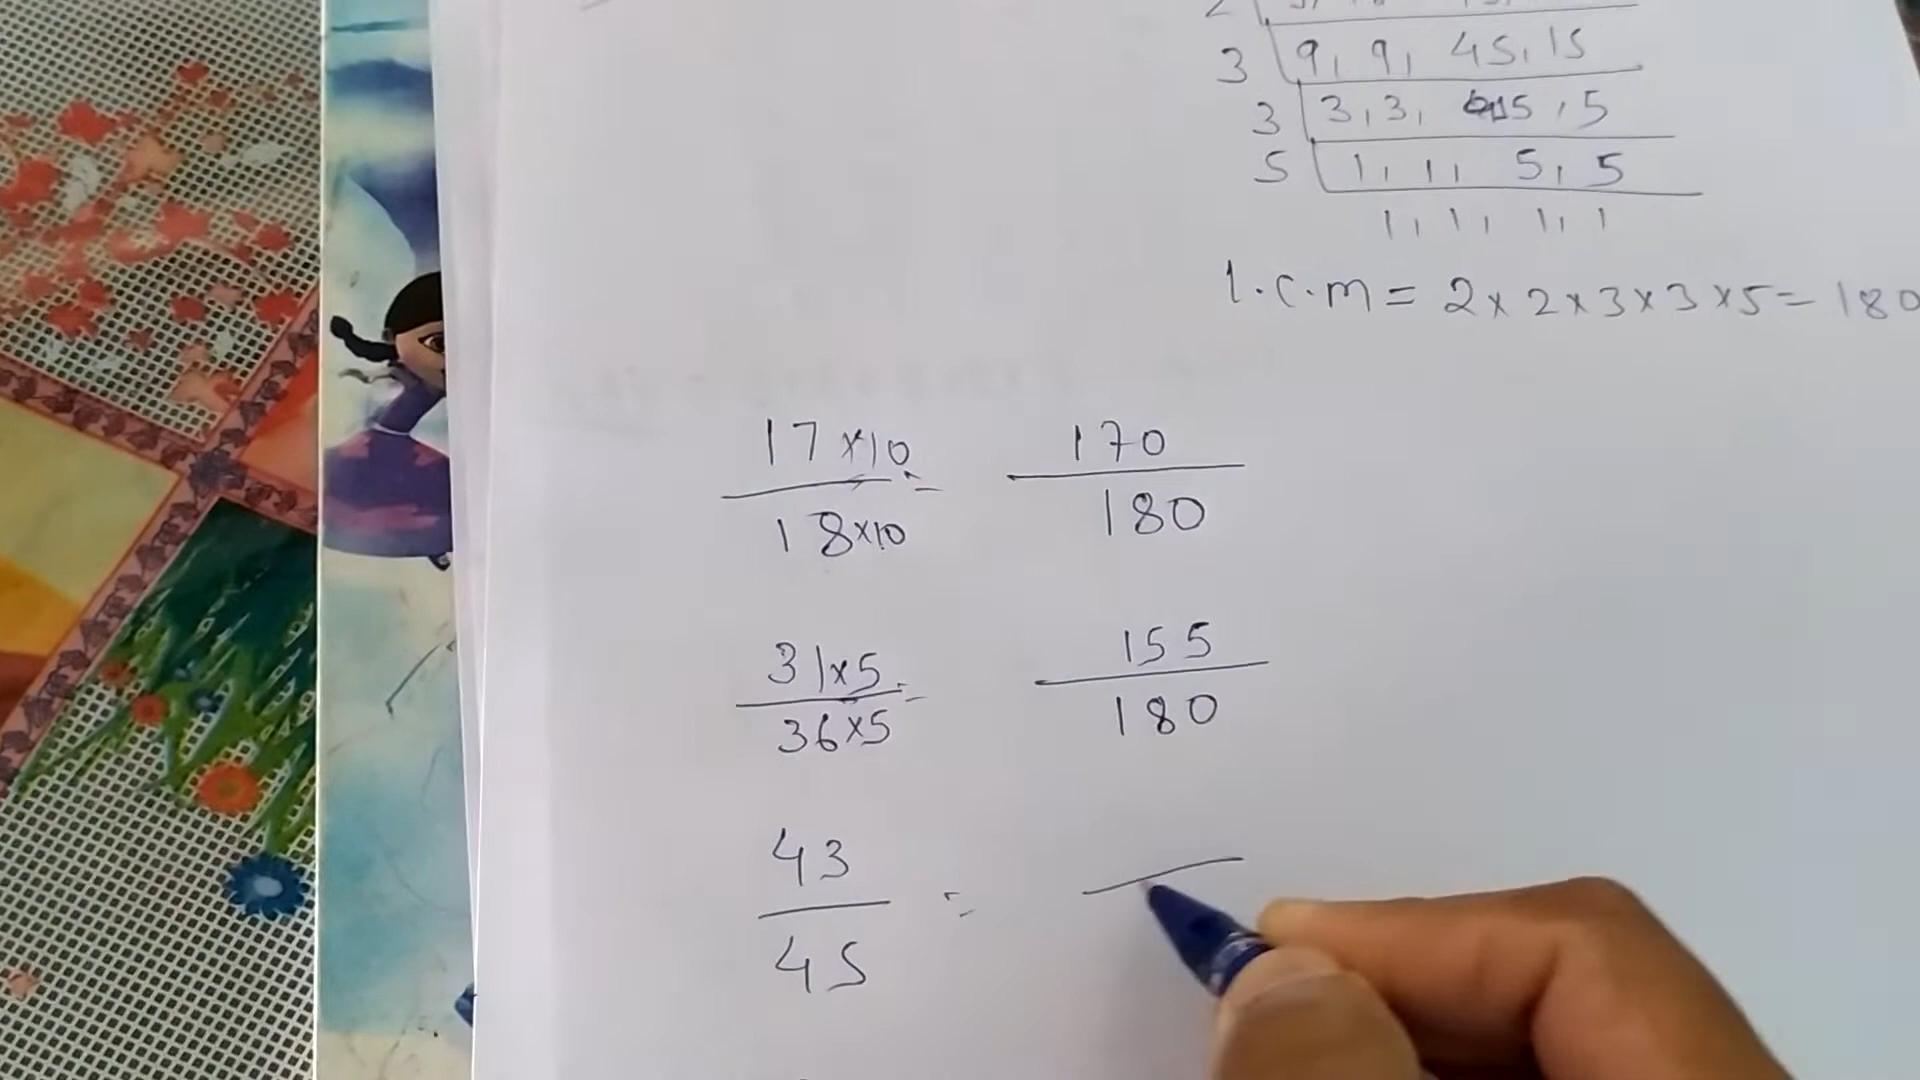 3 | 9, 9, 45, 15
3 | 3, 3, 15, 5
5 | 1, 1, 5, 5
1, 1, 1, 1
l.c.m = 2 × 2 × 3 × 3 × 5 = 180
17 × 10 / 18 × 10 = 170 / 180
31 × 5 / 36 × 5 = 155 / 180
43 / 45 =